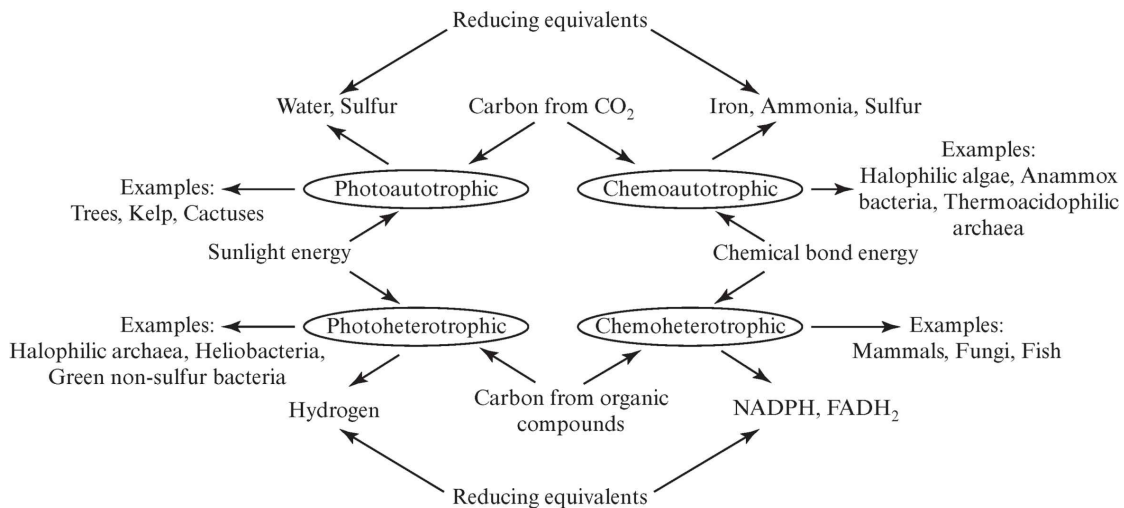 Reducing equivalents
Water, Sulfur
Carbon from CO₂
Iron, Ammonia, Sulfur
Examples:
Trees, Kelp, Cactuses
Photoautotrophic
Chemoautotrophic
Examples:
Halophilic algae, Anammox
bacteria, Thermoacidophilic
archaea
Sunlight energy
Chemical bond energy
Examples:
Halophilic archaea, Heliobacteria,
Green non-sulfur bacteria
Photoheterotrophic
Chemoheterotrophic
Examples:
Mammals, Fungi, Fish
Hydrogen
Carbon from organic
compounds
NADPH, FADH₂
Reducing equivalents